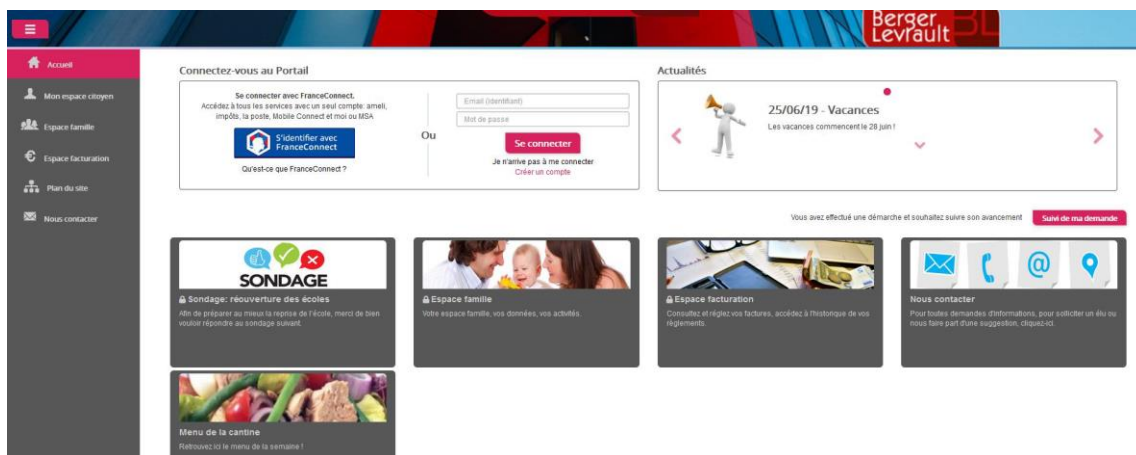 Berger
Levrault
Accueil
Mon espace citoyen
Espace famille
Espace facturation
Plan du site
Nous contacter
Connectez-vous au Portail
Se connecter avec FranceConnect.
Accédez à tous les services avec un seul compte: ameli,
impôts, la poste, Mobile Connect et moi ou MSA
S'identifier avec
FranceConnect
Qu'est-ce que FranceConnect ?
Ou
Email (identifiant)
Mot de passe
Se connecter
Je n'arrive pas à me connecter
Créer un compte
Actualités
25/06/19 - Vacances
Les vacances commencent le 28 juin !
Vous avez effectué une démarche et souhaitez suivre son avancement
Suivi de ma demande
SONDAGE
Sondage: réouverture des écoles
Afin de préparer au mieux la reprise de l'école, merci de bien
vouloir répondre au sondage suivant.
Espace famille
Votre espace famille, vos données, vos activités.
Espace facturation
Consultez et réglez vos factures, accédez à l'historique de vos
règlements.
Nous contacter
Pour toutes demandes d'informations, pour solliciter un élu ou
nous faire part d'une suggestion, cliquez-ici.
Menu de la cantine
Retrouvez ici le menu de la semaine !